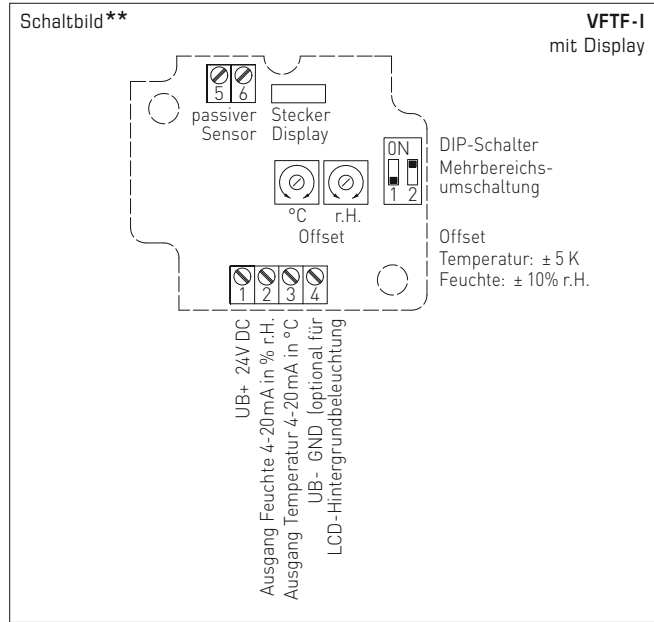 Schaltbild**
VFTF-I
mit Display
5 6
passiver
Sensor
Stecker
Display
ON
1 2
DIP-Schalter
Mehrbereichs-
umschaltung
°C r.H.
Offset
Offset
Temperatur: ± 5 K
Feuchte: ± 10% r.H.
1 2 3 4
UB+ 24V DC
Ausgang Feuchte 4-20mA in % r.H.
Ausgang Temperatur 4-20mA in °C
UB- GND (optional für
LCD-Hintergrundbeleuchtung